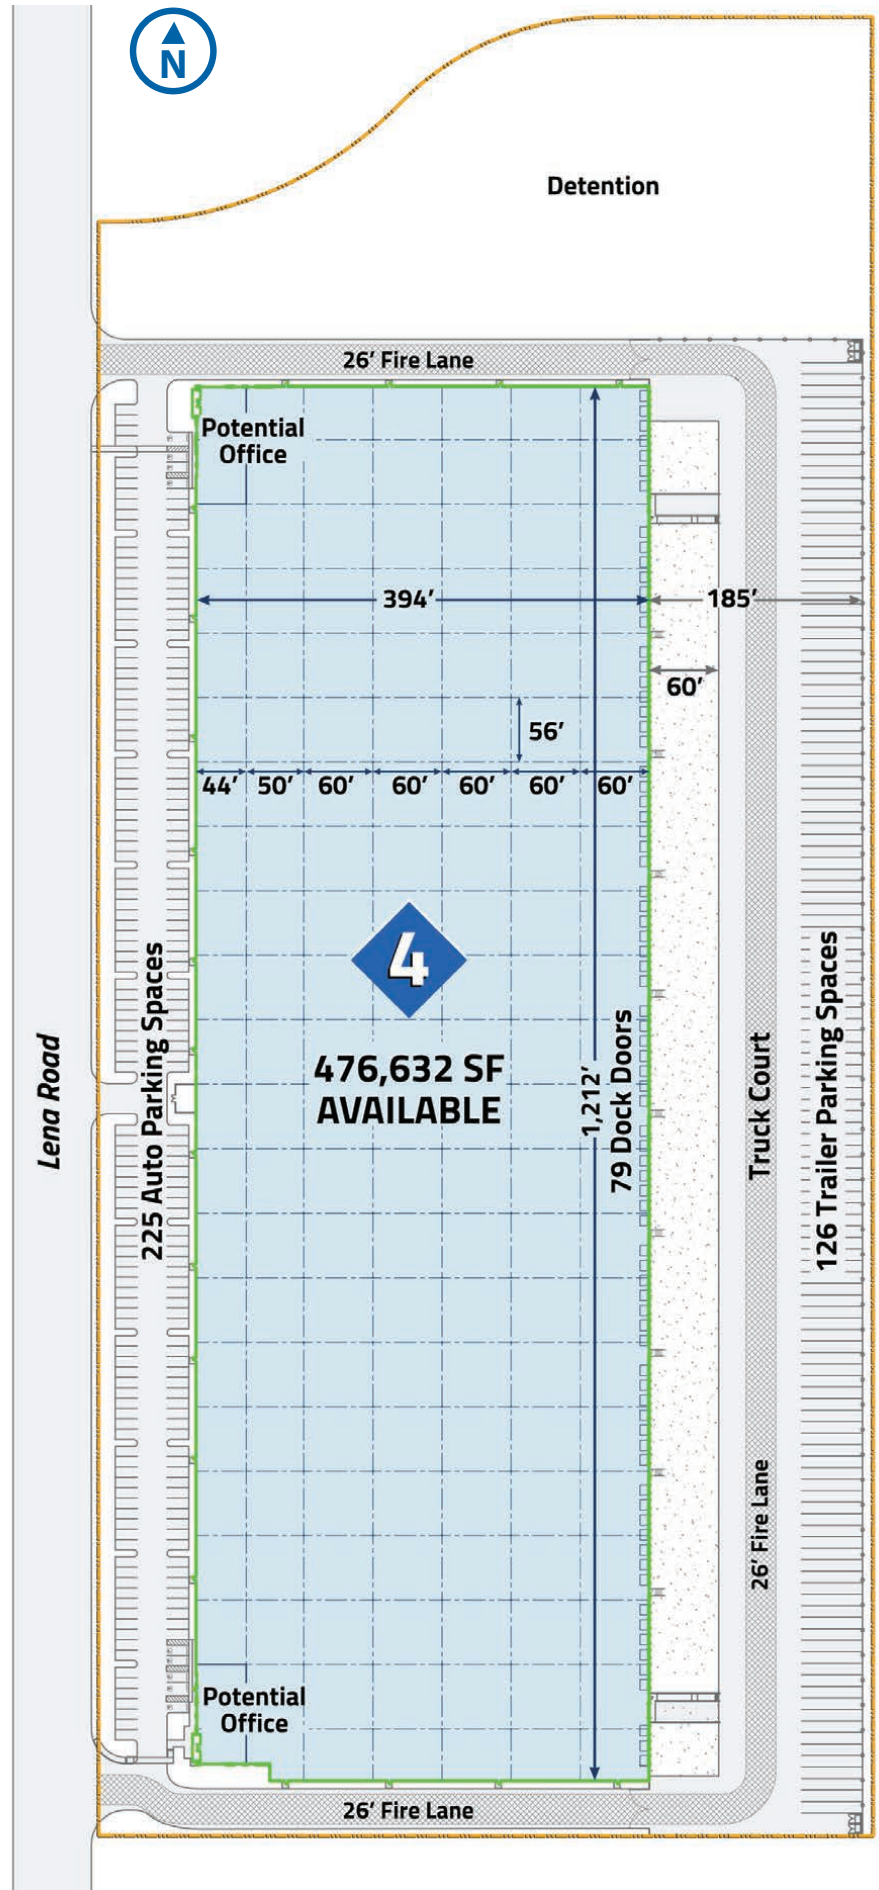 N
Detention
26′ Fire Lane
Potential
Office
394′
185′
60′
56′
44′
50′
60′
60′
60′
60′
60′
4
476,632 SF
AVAILABLE
1,212′
79 Dock Doors
Lena Road
225 Auto Parking Spaces
Truck Court
126 Trailer Parking Spaces
26′ Fire Lane
Potential
Office
26′ Fire Lane